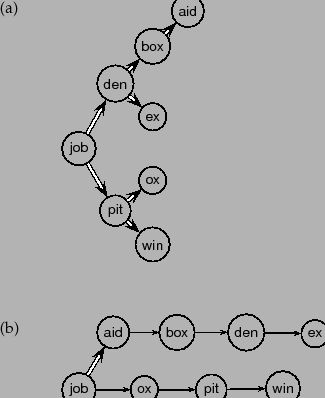 (a)
aid
box
den
ex
job
ox
pit
win
(b)
aid box den ex
job ox pit win